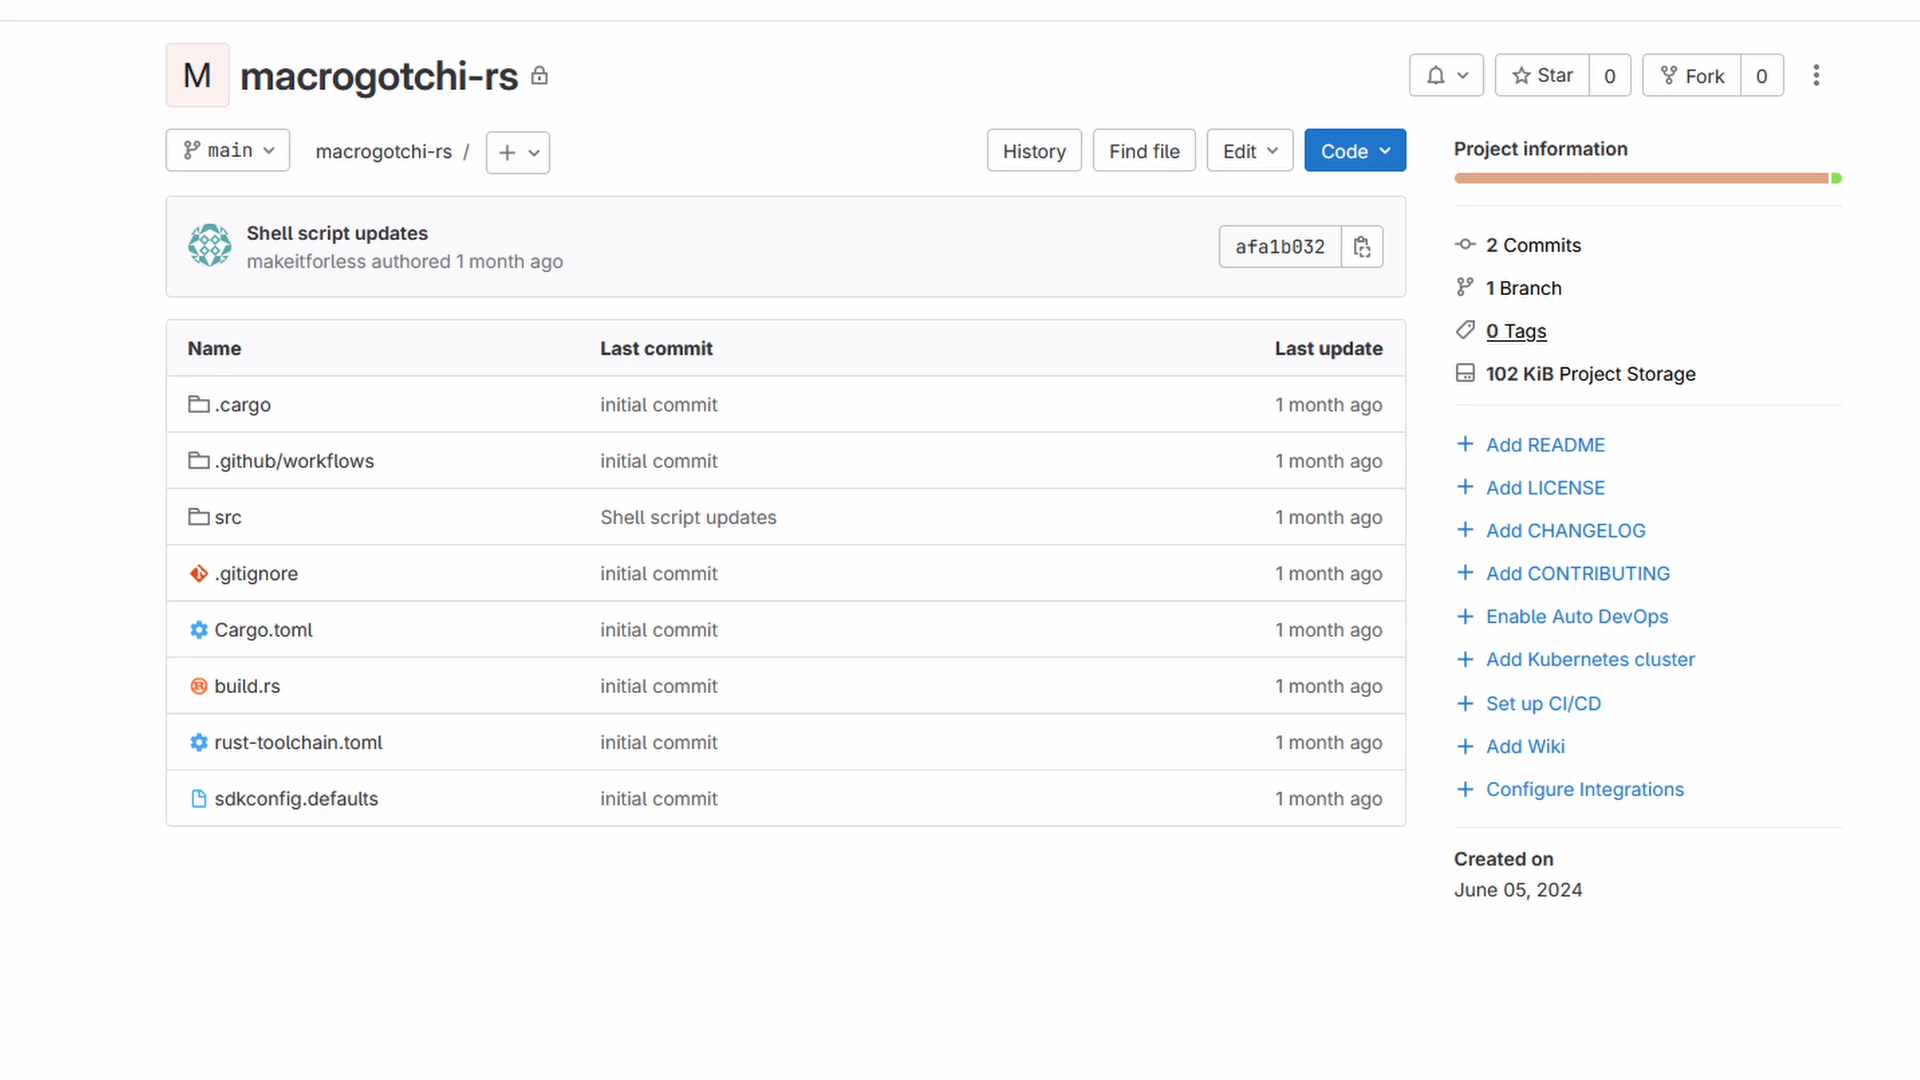 M macrogotchi-rs
Star 0 Fork 0
main macrogotchi-rs / +
History Find file Edit Code
Shell script updates
makeitforless authored 1 month ago
afa1b032
Name Last commit Last update
.cargo initial commit 1 month ago
.github/workflows initial commit 1 month ago
src Shell script updates 1 month ago
.gitignore initial commit 1 month ago
Cargo.toml initial commit 1 month ago
build.rs initial commit 1 month ago
rust-toolchain.toml initial commit 1 month ago
sdkconfig.defaults initial commit 1 month ago
Project information
2 Commits
1 Branch
0 Tags
102 KiB Project Storage
+ Add README
+ Add LICENSE
+ Add CHANGELOG
+ Add CONTRIBUTING
+ Enable Auto DevOps
+ Add Kubernetes cluster
+ Set up CI/CD
+ Add Wiki
+ Configure Integrations
Created on
June 05, 2024